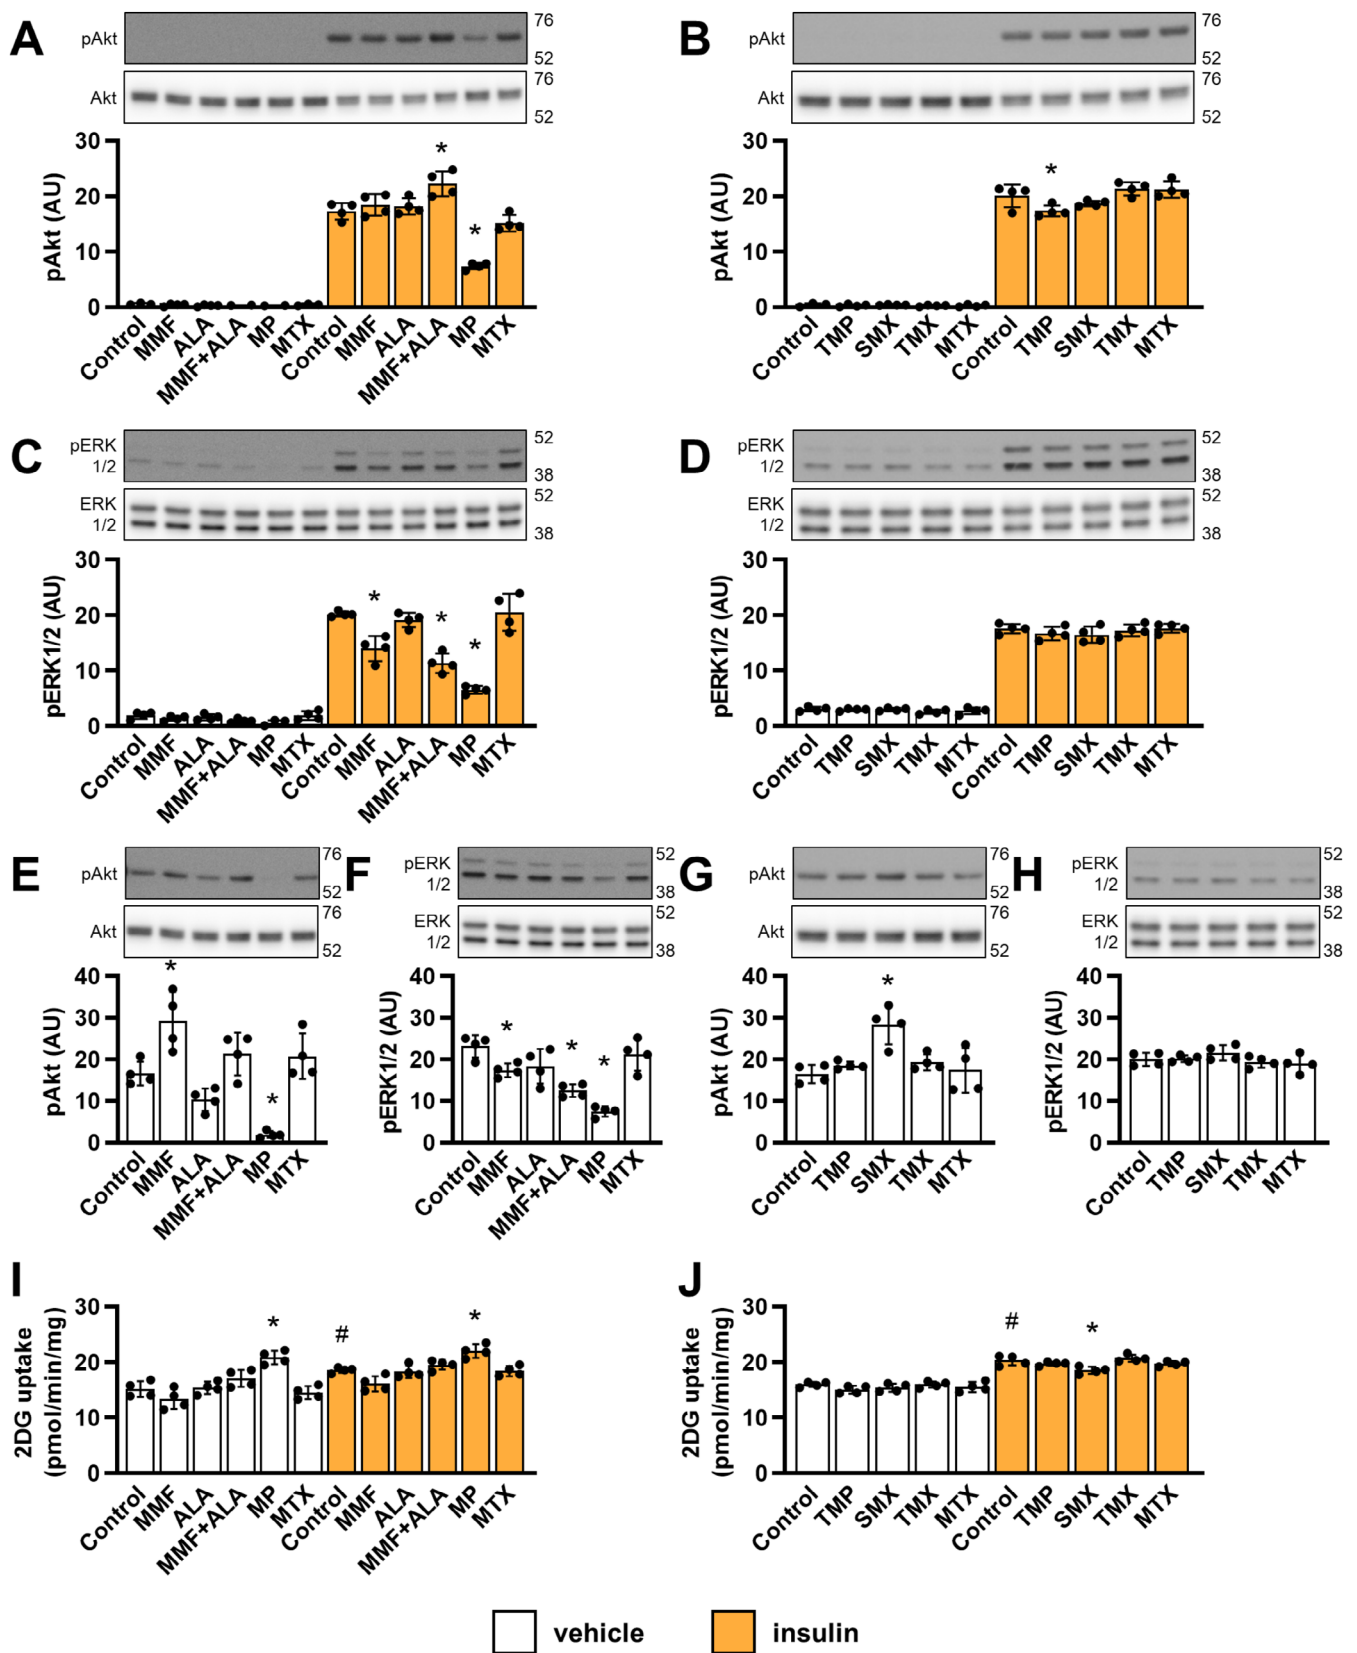 A
pAkt
76
52
Akt
76
52
pAkt (AU)
30
20
10
0
Control
MMF
ALA
MMF+ALA
MP
MTX
Control
MMF
ALA
MMF+ALA
MP
MTX
*
*
B
pAkt
76
52
Akt
76
52
pAkt (AU)
30
20
10
0
Control
TMP
SMX
TMX
MTX
Control
TMP
SMX
TMX
MTX
*
C
pERK
1/2
52
38
ERK
1/2
52
38
pERK1/2 (AU)
30
20
10
0
Control
MMF
ALA
MMF+ALA
MP
MTX
Control
MMF
ALA
MMF+ALA
MP
MTX
*
*
*
D
pERK
1/2
52
38
ERK
1/2
52
38
pERK1/2 (AU)
30
20
10
0
Control
TMP
SMX
TMX
MTX
Control
TMP
SMX
TMX
MTX
E
pAkt
76
52
Akt
76
52
pAkt (AU)
40
30
20
10
0
Control
MMF
ALA
MMF+ALA
MP
MTX
*
*
F
pERK
1/2
52
38
ERK
1/2
52
38
pERK1/2 (AU)
40
30
20
10
0
Control
MMF
ALA
MMF+ALA
MP
MTX
*
*
*
G
pAkt
76
52
Akt
76
52
pAkt (AU)
40
30
20
10
0
Control
TMP
SMX
TMX
MTX
*
H
pERK
1/2
52
38
ERK
1/2
52
38
pERK1/2 (AU)
40
30
20
10
0
Control
TMP
SMX
TMX
MTX
I
2DG uptake
(pmol/min/mg)
30
20
10
0
Control
MMF
ALA
MMF+ALA
MP
MTX
Control
MMF
ALA
MMF+ALA
MP
MTX
*
#
*
J
2DG uptake
(pmol/min/mg)
30
20
10
0
Control
TMP
SMX
TMX
MTX
Control
TMP
SMX
TMX
MTX
#
*
vehicle
insulin